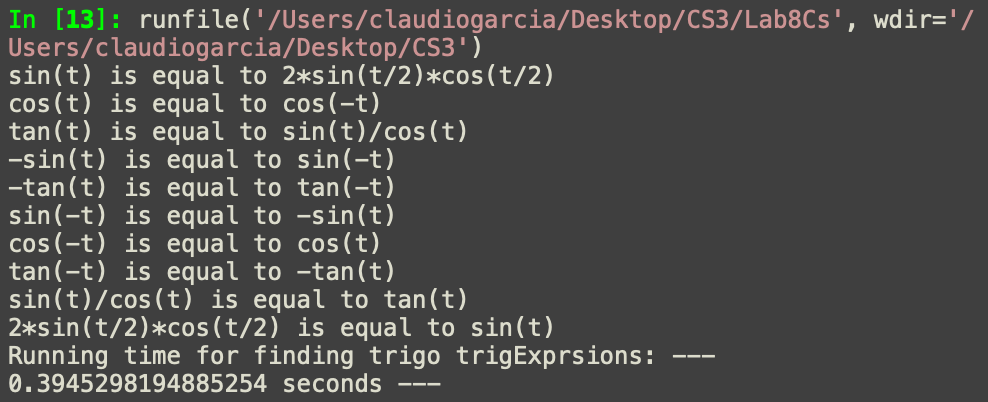 In [13]: runfile('/Users/claudiogarcia/Desktop/CS3/Lab8Cs', wdir='/
Users/claudiogarcia/Desktop/CS3')
sin(t) is equal to 2*sin(t/2)*cos(t/2)
cos(t) is equal to cos(-t)
tan(t) is equal to sin(t)/cos(t)
-sin(t) is equal to sin(-t)
-tan(t) is equal to tan(-t)
sin(-t) is equal to -sin(t)
cos(-t) is equal to cos(t)
tan(-t) is equal to -tan(t)
sin(t)/cos(t) is equal to tan(t)
2*sin(t/2)*cos(t/2) is equal to sin(t)
Running time for finding trigo trigExprsions: ---
0.3945298194885254 seconds ---